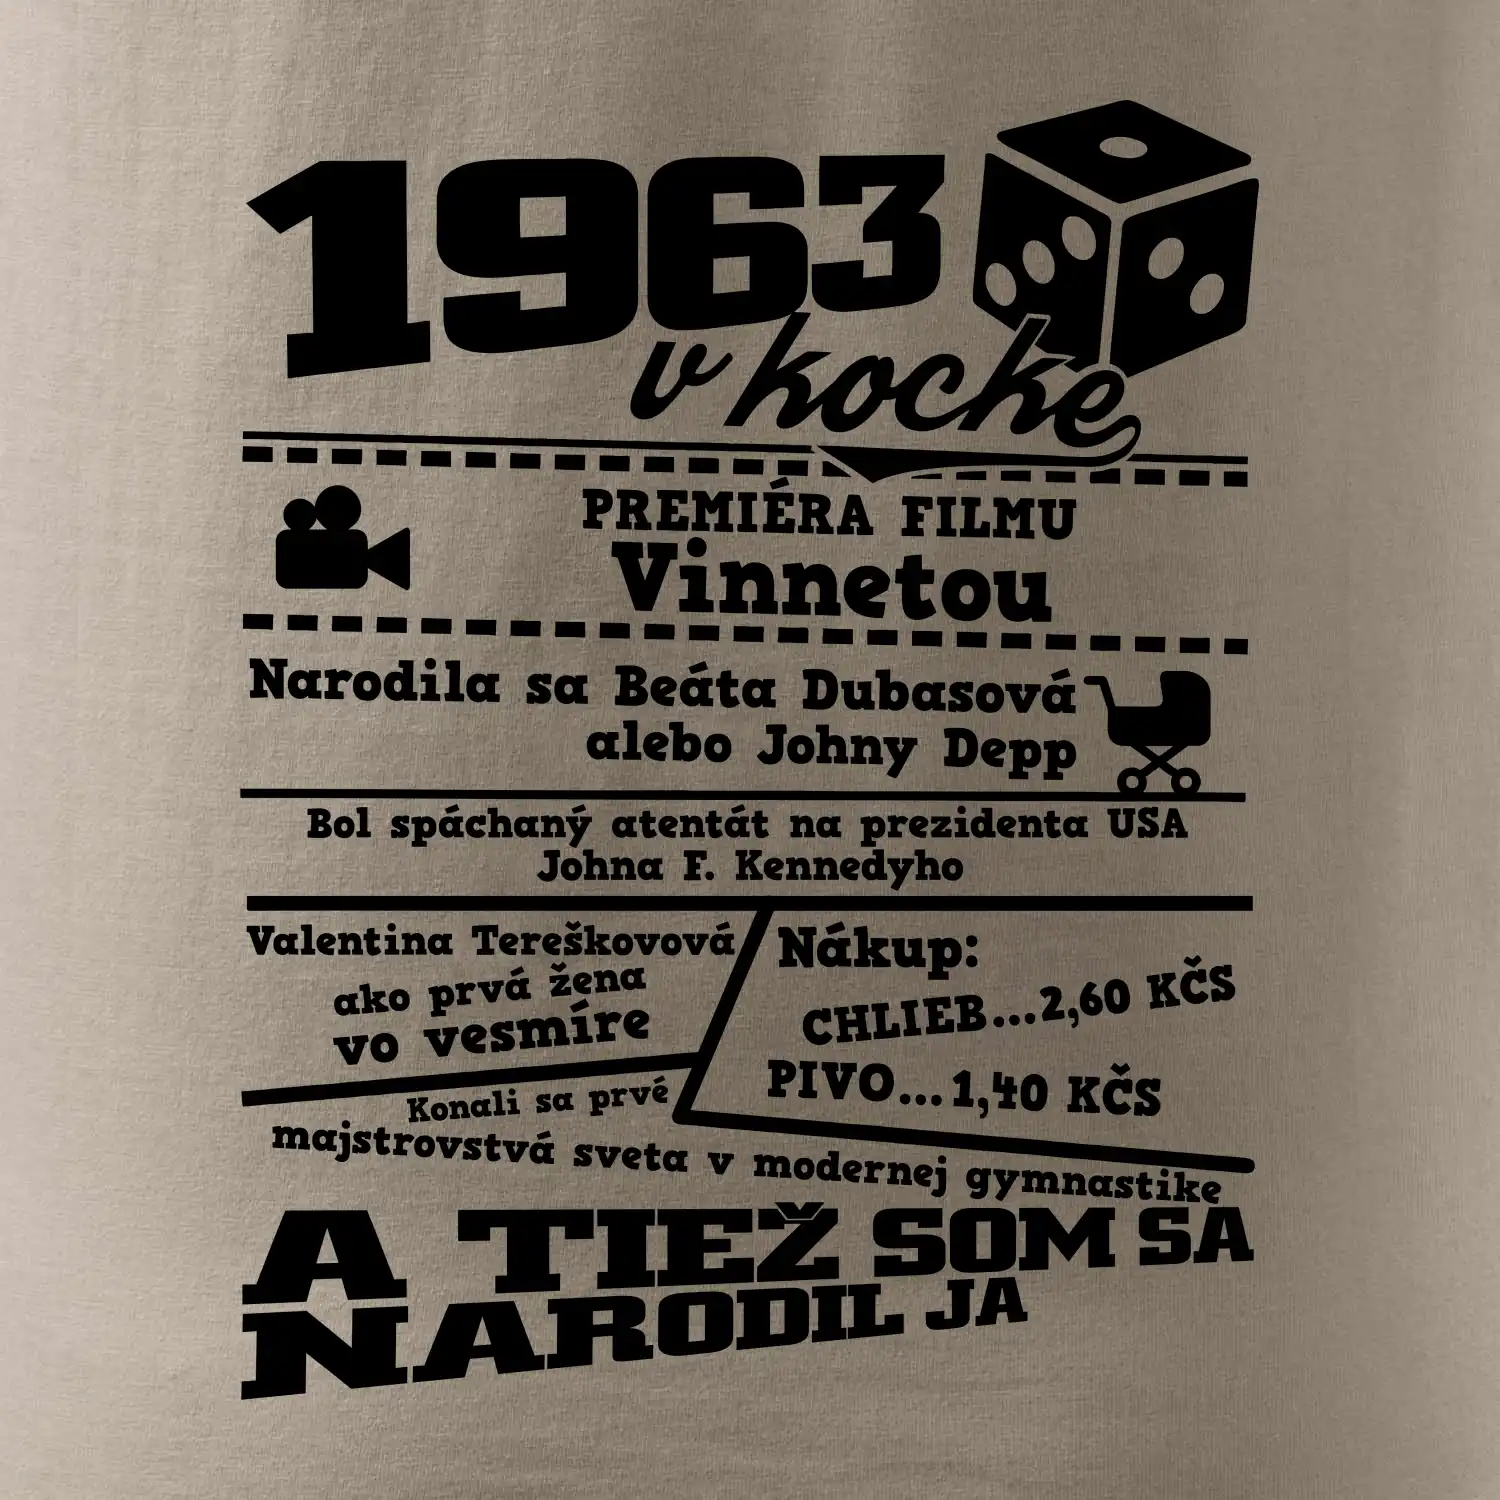 1963
v kocke
PREMIÉRA FILMU
Vinnetou
Narodila sa Beáta Dubasová
alebo Johny Depp
Bol spáchaný atentát na prezidenta USA
Johna F. Kennedyho
Valentina Tereškovová
ako prvá žena
vo vesmíre
Nákup:
CHLIEB...2,60 KČS
PIVO...1,40 KČS
Konali sa prvé
majstrovstvá sveta v modernej gymnastike
A TIEŽ SOM SA
NARODIL JA